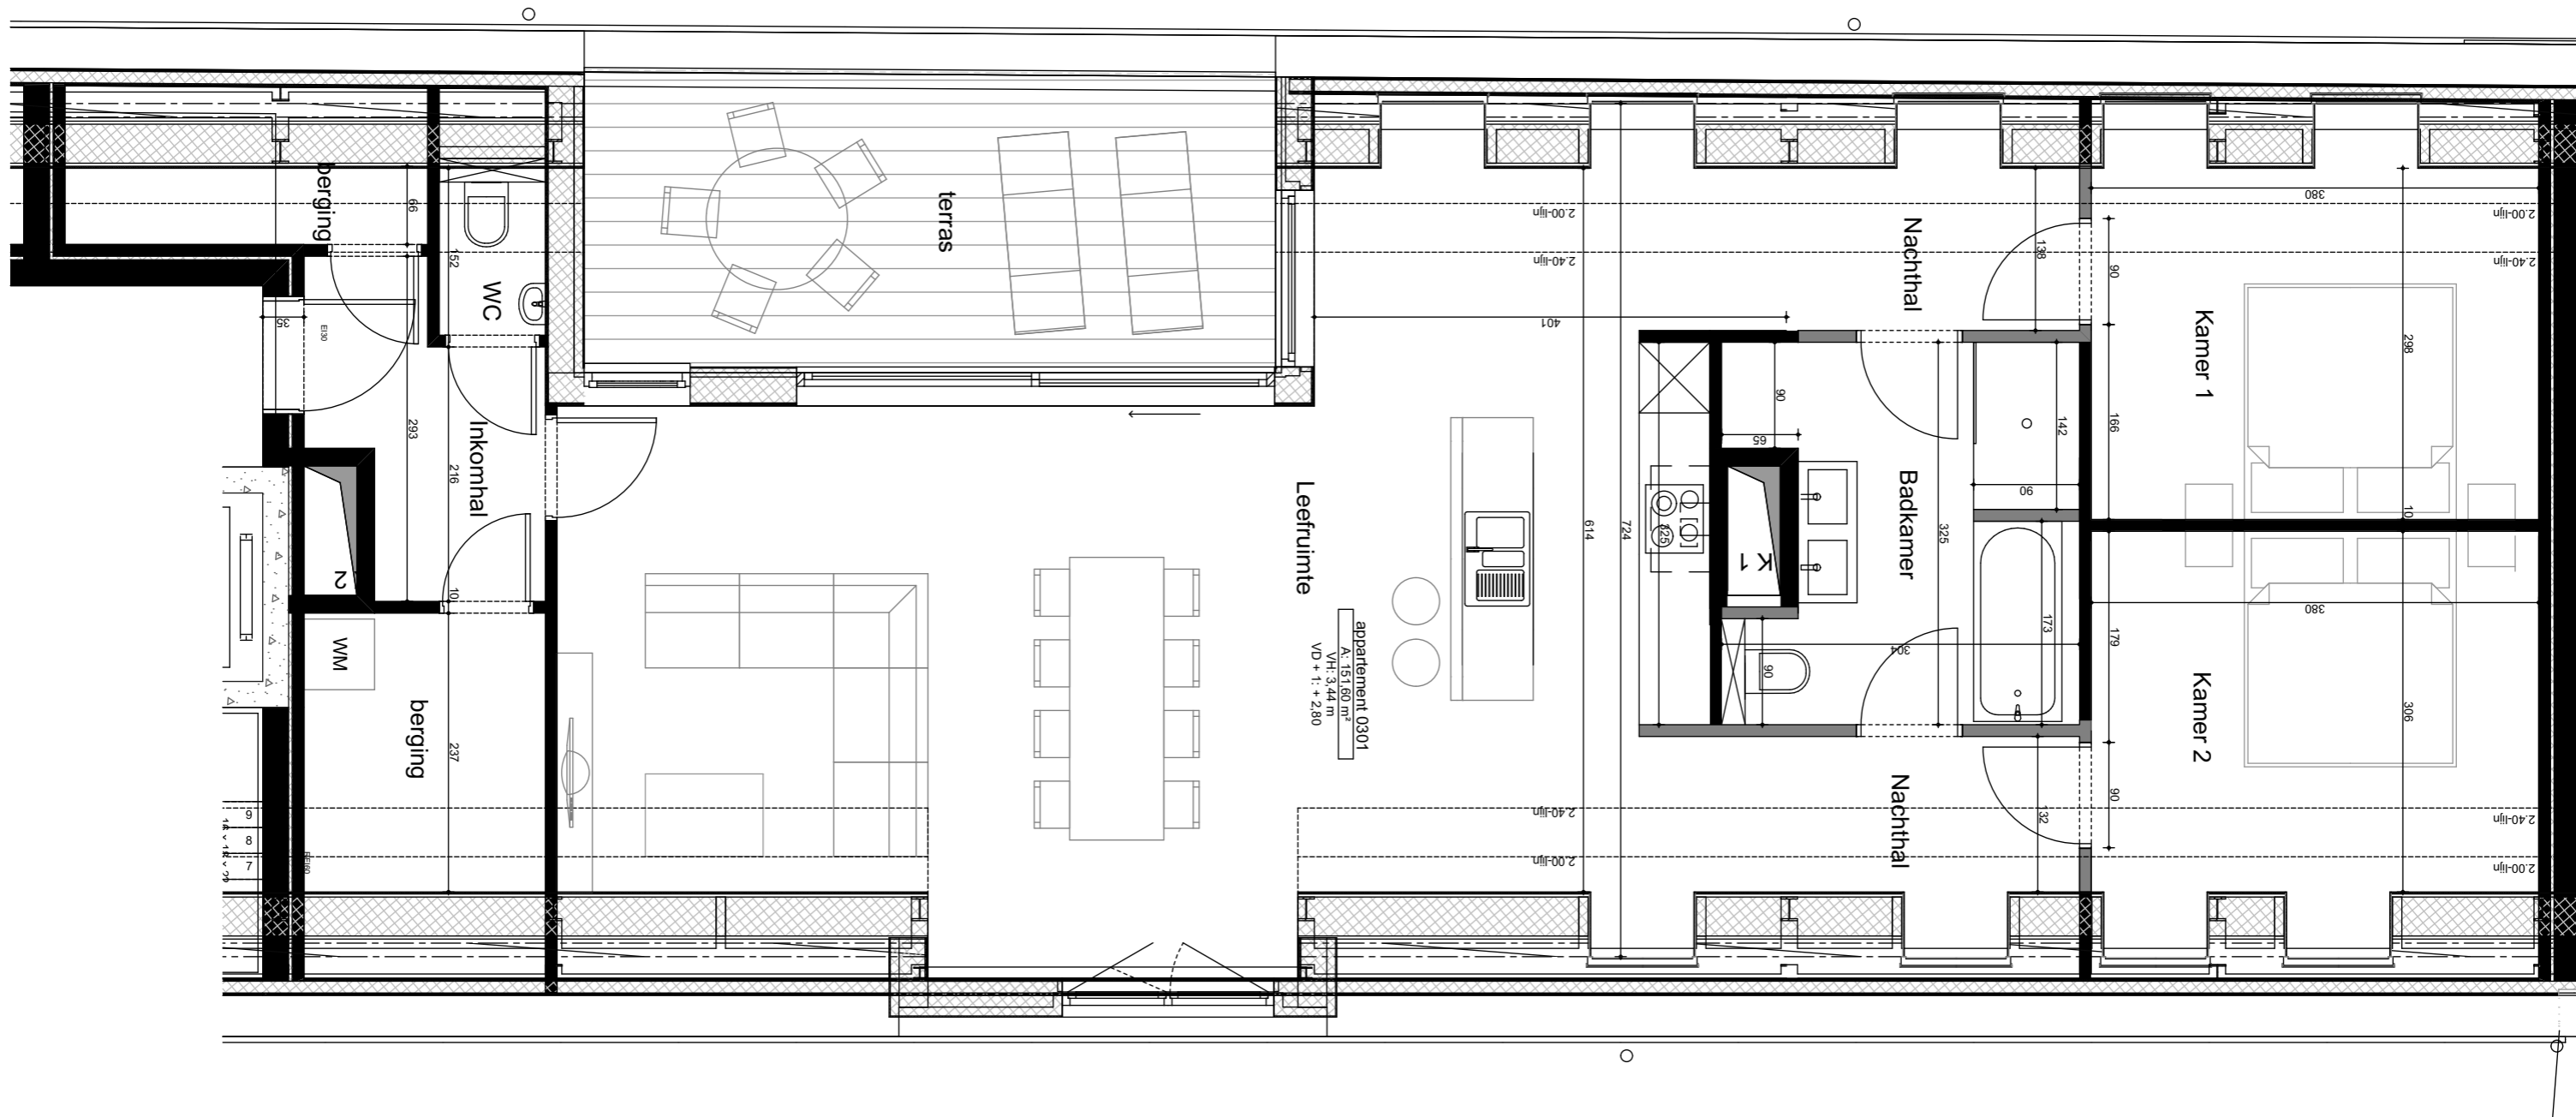 berging
66
152
WC
35
EI30
293
Inkomhal
216
10
2
WM
berging
237
9
8
7
terras
Leefruimte
appartement 0301
A: 151,60 m²
VH: 3,44 m
VD + 1: + 2,80
2.00-lijn
2.40-lijn
401
614
724
325
2.40-lijn
2.00-lijn
Nachthal
138
90
65
K1
Badkamer
142
90
325
173
304
90
Nachthal
132
380
2.00-lijn
2.40-lijn
90
Kamer 1
298
166
10
380
179
306
Kamer 2
90
2.40-lijn
2.00-lijn